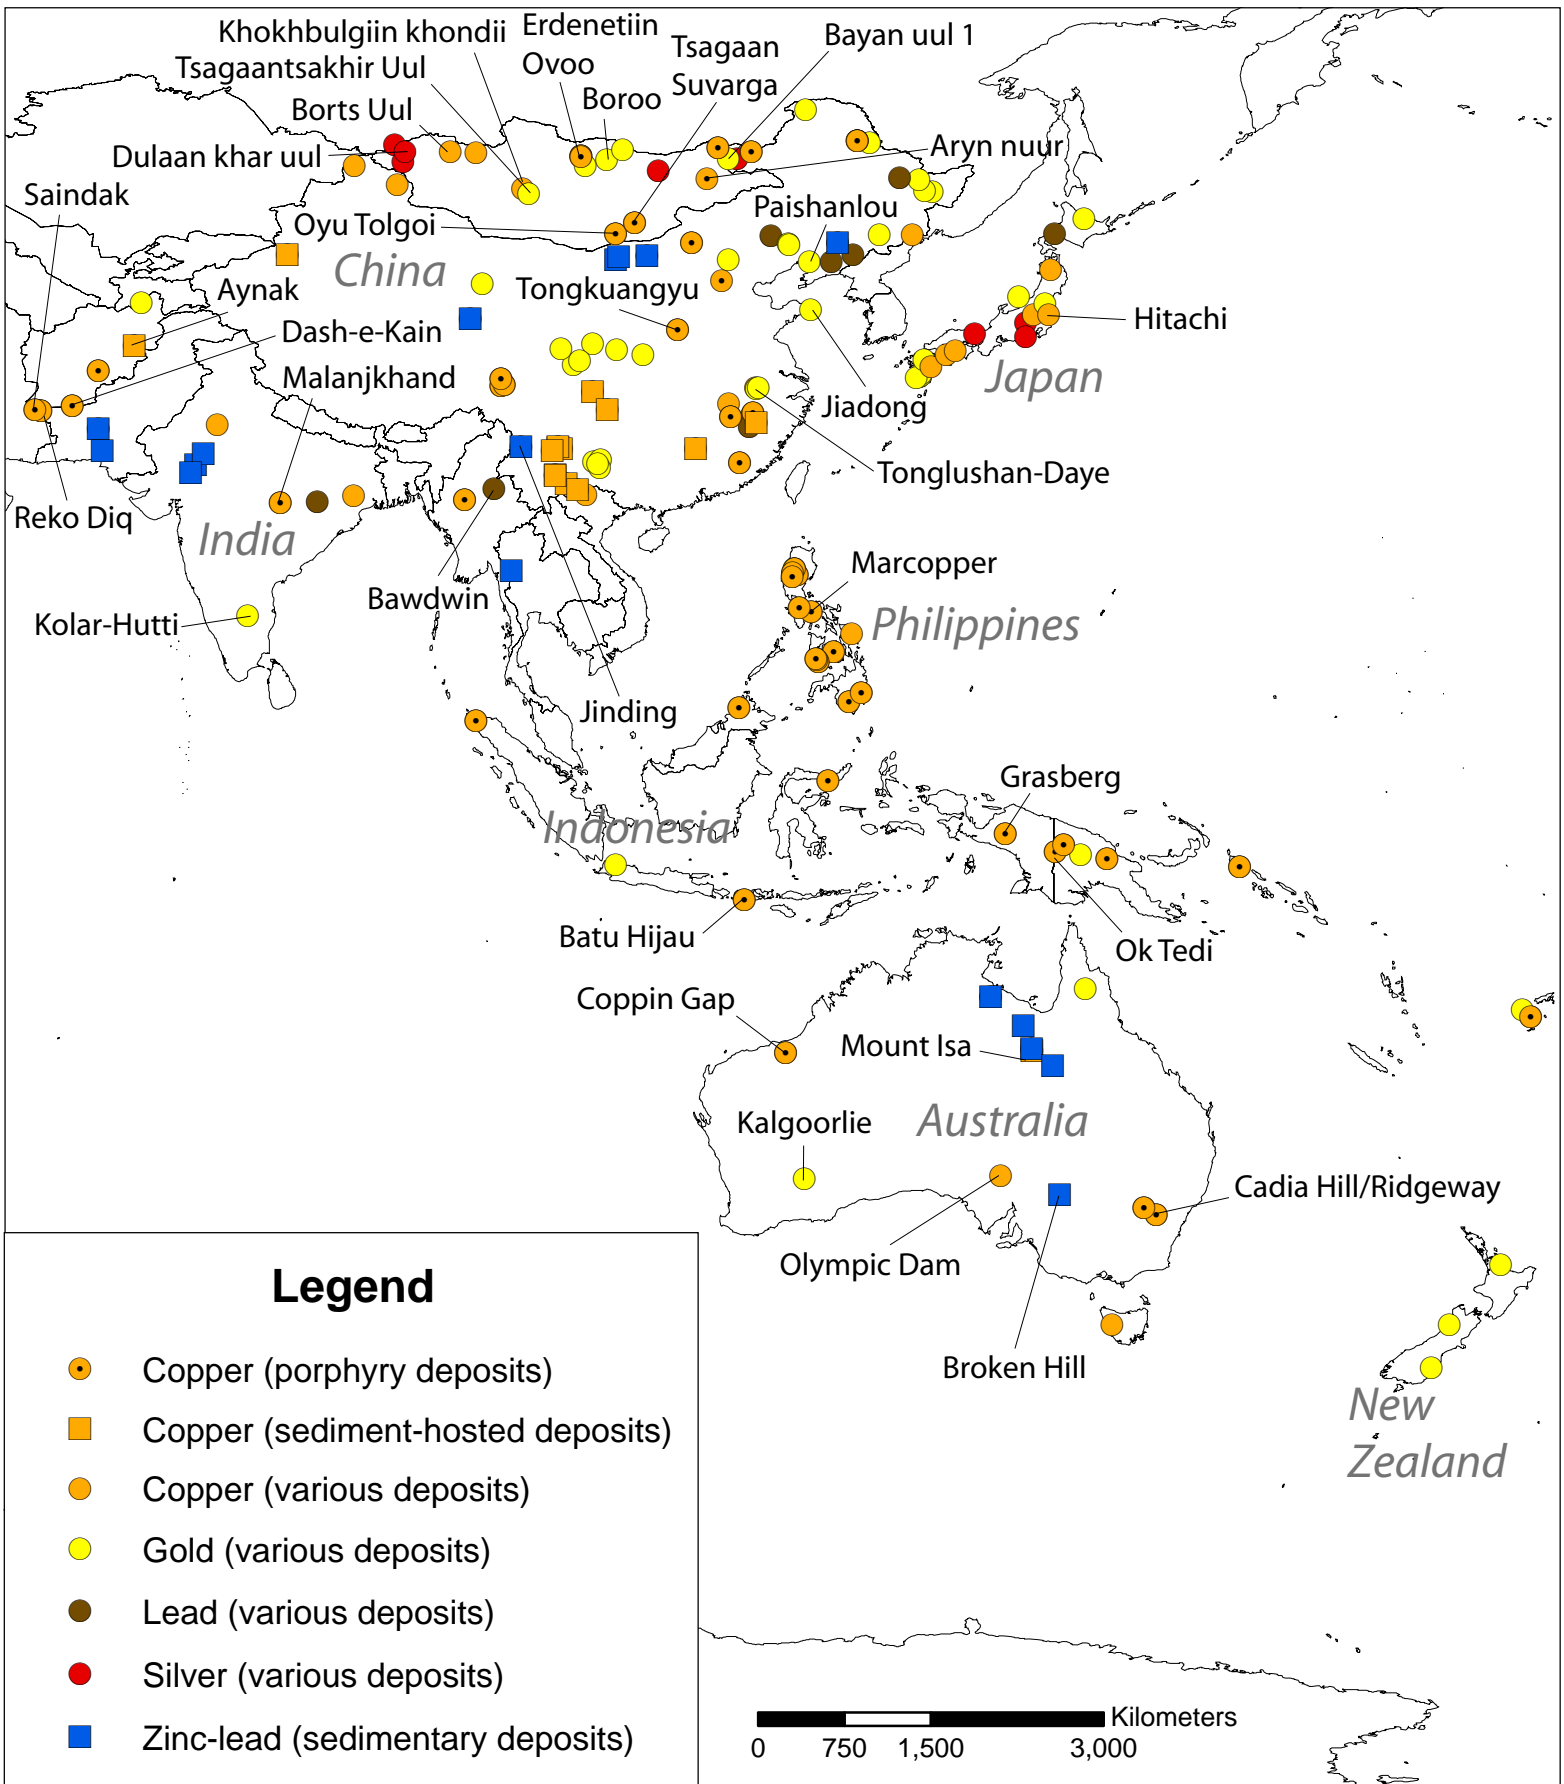 Khokhbulgiin khondii
Erdenetiin
Ovoo
Tsagaan
Suvarga
Bayan uul 1
Tsagaantsakhir Uul
Boroo
Borts Uul
Dulaan khar uul
Aryn nuur
Saindak
Paishanlou
Oyu Tolgoi
China
Aynak
Tongkuangyu
Dash-e-Kain
Hitachi
Malanjkhand
Japan
Jiadong
Tonglushan-Daye
Reko Diq
India
Bawdwin
Marcopper
Kolar-Hutti
Philippines
Jinding
Grasberg
Indonesia
Batu Hijau
Ok Tedi
Coppin Gap
Mount Isa
Kalgoorlie
Australia
Cadia Hill/Ridgeway
Olympic Dam
Broken Hill
New
Zealand
Legend
Copper (porphyry deposits)
Copper (sediment-hosted deposits)
Copper (various deposits)
Gold (various deposits)
Lead (various deposits)
Silver (various deposits)
Zinc-lead (sedimentary deposits)
Kilometers
0 750 1,500 3,000